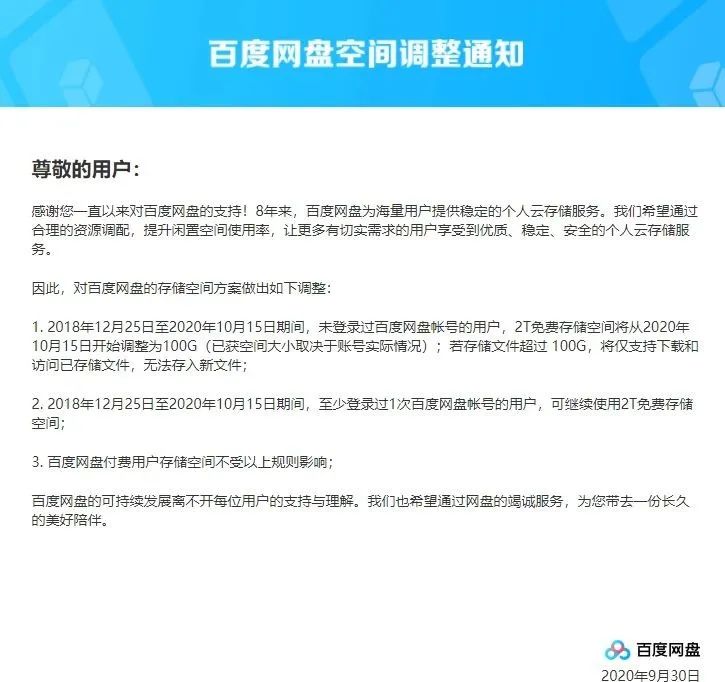 百度网盘空间调整通知
尊敬的用户：
感谢您一直以来对百度网盘的支持！8年来，百度网盘为海量用户提供稳定的个人云存储服务。我们希望通过
合理的资源调配，提升闲置空间使用率，让更多有切实需求的用户享受到优质、稳定、安全的个人云存储服
务。
因此，对百度网盘的存储空间方案做出如下调整：
1. 2018年12月25日至2020年10月15日期间，未登录过百度网盘帐号的用户，2T免费存储空间将从2020年
10月15日开始调整为100G（已获空间大小取决于账号实际情况）；若存储文件超过 100G，将仅支持下载和
访问已存储文件，无法存入新文件；
2. 2018年12月25日至2020年10月15日期间，至少登录过1次百度网盘帐号的用户，可继续使用2T免费存储
空间；
3. 百度网盘付费用户存储空间不受以上规则影响；
百度网盘的可持续发展离不开每位用户的支持与理解。我们也希望通过网盘的竭诚服务，为您带去一份长久
的美好陪伴。
百度网盘
2020年9月30日